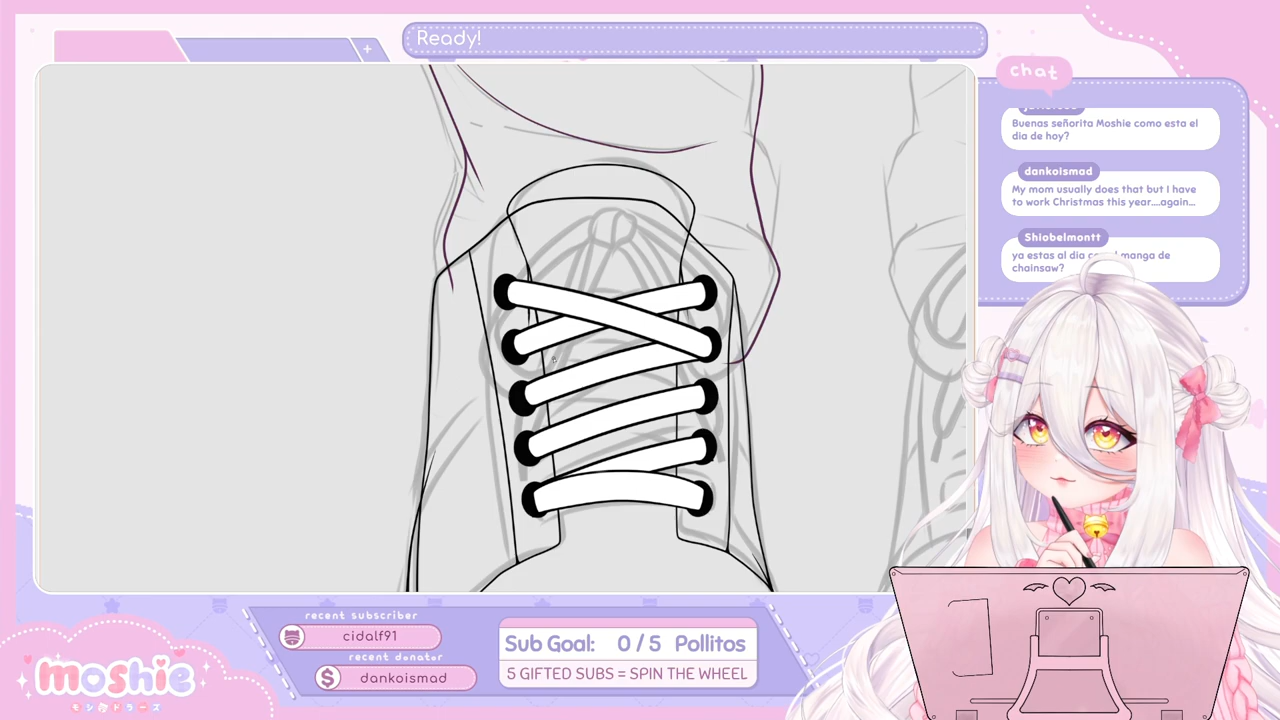 Ready!
+
chat
Buenas señorita Moshie como esta el
dia de hoy?
dankoismad
My mom usually does that but I have
to work Christmas this year....again...
Shiobelmontt
ya estas al dia manga de
chainsaw?
recent subscriber
cidalf91
recent donator
$ dankoismad
Sub Goal: 0 / 5 Pollitos
5 GIFTED SUBS = SPIN THE WHEEL
moshie